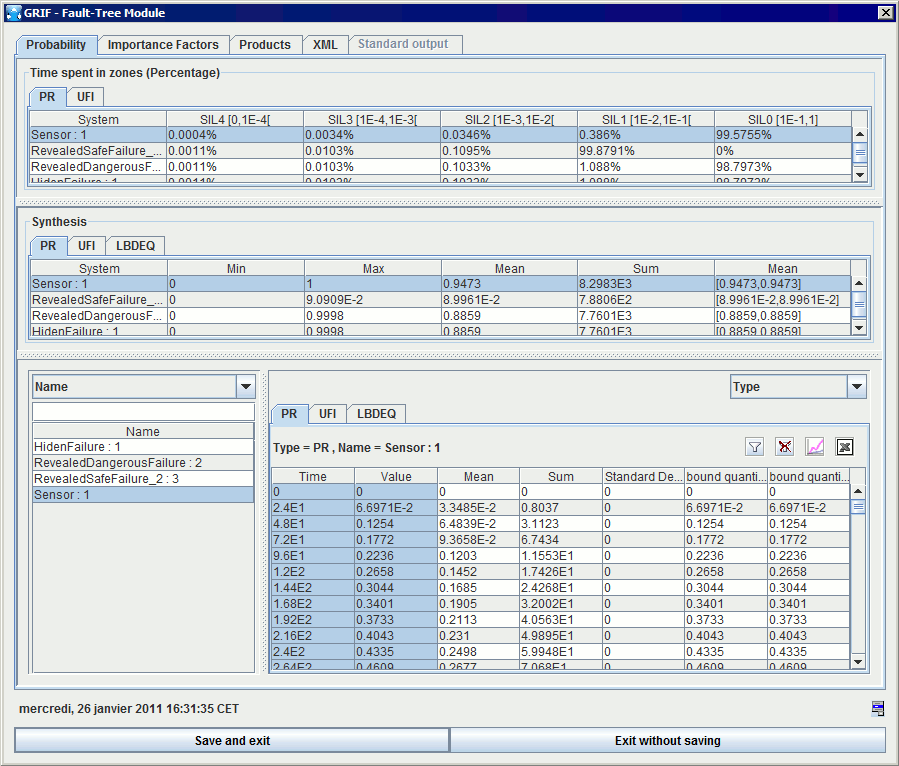 GRIF - Fault-Tree Module
Probability Importance Factors Products XML Standard output
Time spent in zones (Percentage)
PR UFI
System SIL4 [0,1E-4[ SIL3 [1E-4,1E-3[ SIL2 [1E-3,1E-2[ SIL1 [1E-2,1E-1[ SIL0 [1E-1,1]
Sensor : 1 0.0004% 0.0034% 0.0346% 0.386% 99.5755%
RevealedSafeFailure_... 0.0011% 0.0103% 0.1095% 99.8791% 0%
RevealedDangerousF... 0.0011% 0.0103% 0.1033% 1.088% 98.7973%
HidenFailure : 1 0.0011% 0.0103% 0.1033% 1.088% 98.7973%
Synthesis
PR UFI LBDEQ
System Min Max Mean Sum Mean
Sensor : 1 0 1 0.9473 8.2983E3 [0.9473,0.9473]
RevealedSafeFailure_... 0 9.0909E-2 8.9961E-2 7.8806E2 [8.9961E-2,8.9961E-2]
RevealedDangerousF... 0 0.9998 0.8859 7.7601E3 [0.8859,0.8859]
HidenFailure : 1 0 0.9998 0.8859 7.7601E3 [0.8859,0.8859]
Name
Name
HidenFailure : 1
RevealedDangerousFailure : 2
RevealedSafeFailure_2 : 3
Sensor : 1
Type
PR UFI LBDEQ
Type = PR , Name = Sensor : 1
Time Value Mean Sum Standard De... bound quanti... bound quanti...
0 0 0 0 0 0 0
2.4E1 6.6971E-2 3.3485E-2 0.8037 0 6.6971E-2 6.6971E-2
4.8E1 0.1254 6.4839E-2 3.1123 0 0.1254 0.1254
7.2E1 0.1772 9.3658E-2 6.7434 0 0.1772 0.1772
9.6E1 0.2236 0.1203 1.1553E1 0 0.2236 0.2236
1.2E2 0.2658 0.1452 1.7426E1 0 0.2658 0.2658
1.44E2 0.3044 0.1685 2.4268E1 0 0.3044 0.3044
1.68E2 0.3401 0.1905 3.2002E1 0 0.3401 0.3401
1.92E2 0.3733 0.2113 4.0563E1 0 0.3733 0.3733
2.16E2 0.4043 0.231 4.9895E1 0 0.4043 0.4043
2.4E2 0.4335 0.2498 5.9948E1 0 0.4335 0.4335
2.64E2 0.4609 0.2677 7.068E1 0 0.4609 0.4609
mercredi, 26 janvier 2011 16:31:35 CET
Save and exit Exit without saving